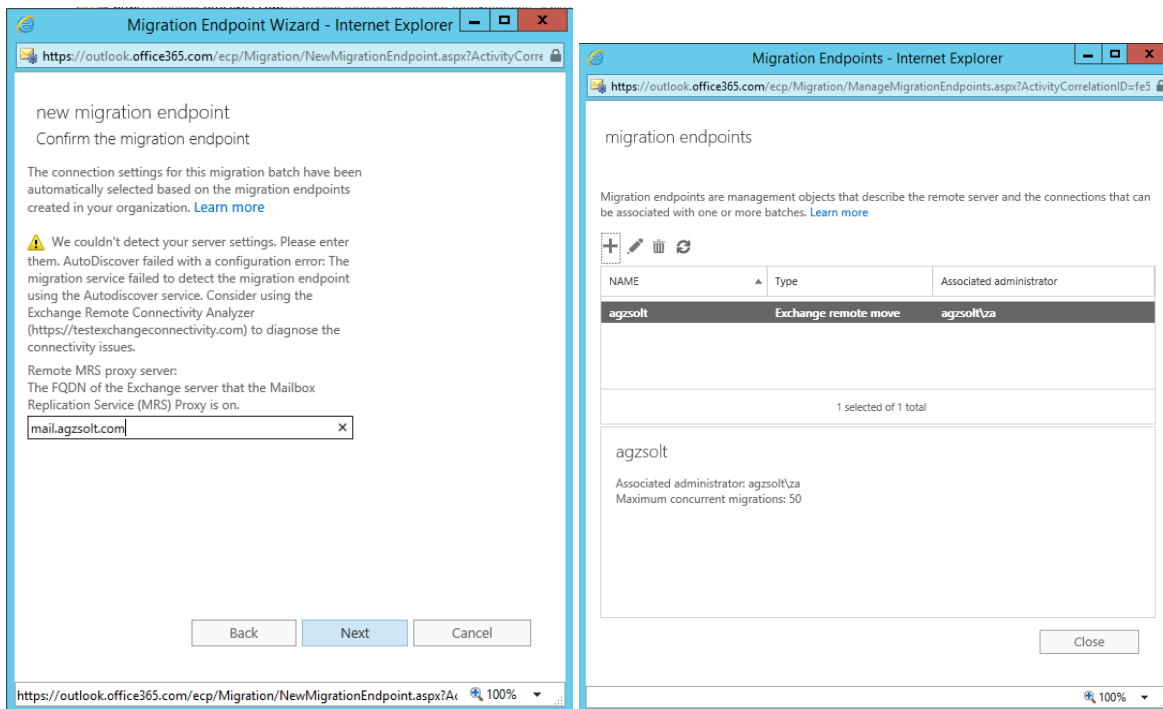 Migration Endpoint Wizard - Internet Explorer
https://outlook.office365.com/ecp/Migration/NewMigrationEndpoint.aspx?ActivityCorre
new migration endpoint
Confirm the migration endpoint
The connection settings for this migration batch have been
automatically selected based on the migration endpoints
created in your organization. Learn more
We couldn't detect your server settings. Please enter
them. AutoDiscover failed with a configuration error: The
migration service failed to detect the migration endpoint
using the Autodiscover service. Consider using the
Exchange Remote Connectivity Analyzer
(https://testexchangeconnectivity.com) to diagnose the
connectivity issues.
Remote MRS proxy server:
The FQDN of the Exchange server that the Mailbox
Replication Service (MRS) Proxy is on.
mail.agzsolt.com
Back Next Cancel
https://outlook.office365.com/ecp/Migration/NewMigrationEndpoint.aspx?Ac 100%
Migration Endpoints - Internet Explorer
https://outlook.office365.com/ecp/Migration/ManageMigrationEndpoints.aspx?ActivityCorrelationID=fe5
migration endpoints
Migration endpoints are management objects that describe the remote server and the connections that can
be associated with one or more batches. Learn more
NAME Type Associated administrator
agzsolt Exchange remote move agzsolt\za
1 selected of 1 total
agzsolt
Associated administrator: agzsolt\za
Maximum concurrent migrations: 50
Close
100%